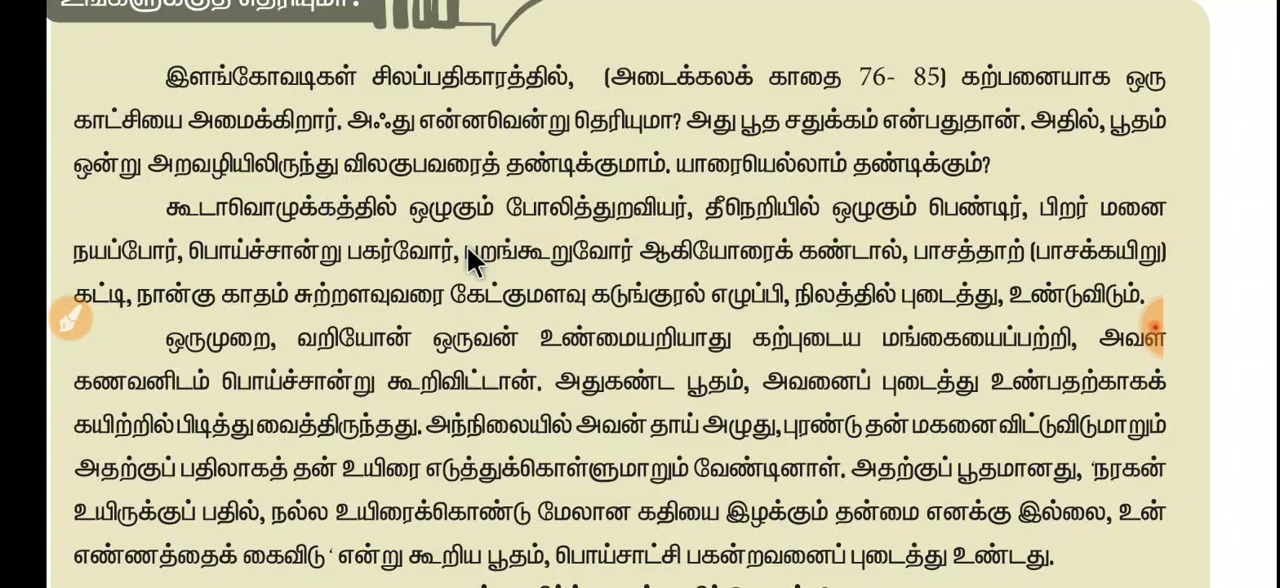 உங்களுக்குத் தெரியுமா?
இளங்கோவடிகள் சிலப்பதிகாரத்தில், (அடைக்கலக் காதை 76- 85) கற்பனையாக ஒரு
காட்சியை அமைக்கிறார். அஃது என்னவென்று தெரியுமா? அது பூத சதுக்கம் என்பதுதான். அதில், பூதம்
ஒன்று அறவழியிலிருந்து விலகுபவரைத் தண்டிக்குமாம். யாரையெல்லாம் தண்டிக்கும்?
கூடாவொழுக்கத்தில் ஒழுகும் போலித்துறவியர், தீநெறியில் ஒழுகும் பெண்டிர், பிறர் மனை
நயப்போர், பொய்ச்சான்று பகர்வோர், புறங்கூறுவோர் ஆகியோரைக் கண்டால், பாசத்தாற் (பாசக்கயிறு)
கட்டி, நான்கு காதம் சுற்றளவுவரை கேட்குமளவு கடுங்குரல் எழுப்பி, நிலத்தில் புடைத்து, உண்டுவிடும்.
ஒருமுறை, வறியோன் ஒருவன் உண்மையறியாது கற்புடைய மங்கையைப்பற்றி, அவள்
கணவனிடம் பொய்ச்சான்று கூறிவிட்டான். அதுகண்ட பூதம், அவனைப் புடைத்து உண்பதற்காகக்
கயிற்றில் பிடித்து வைத்திருந்தது. அந்நிலையில் அவன் தாய் அழுது, புரண்டு தன் மகனை விட்டுவிடுமாறும்
அதற்குப் பதிலாகத் தன் உயிரை எடுத்துக்கொள்ளுமாறும் வேண்டினாள். அதற்குப் பூதமானது, 'நரகன்
உயிருக்குப் பதில், நல்ல உயிரைக்கொண்டு மேலான கதியை இழக்கும் தன்மை எனக்கு இல்லை, உன்
எண்ணத்தைக் கைவிடு' என்று கூறிய பூதம், பொய்சாட்சி பகன்றவனைப் புடைத்து உண்டது.